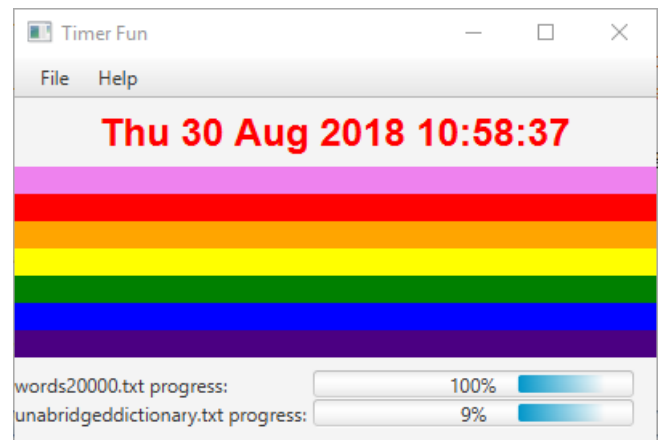 Timer Fun
File Help
Thu 30 Aug 2018 10:58:37
words20000.txt progress: 100%
unabridgeddictionary.txt progress: 9%